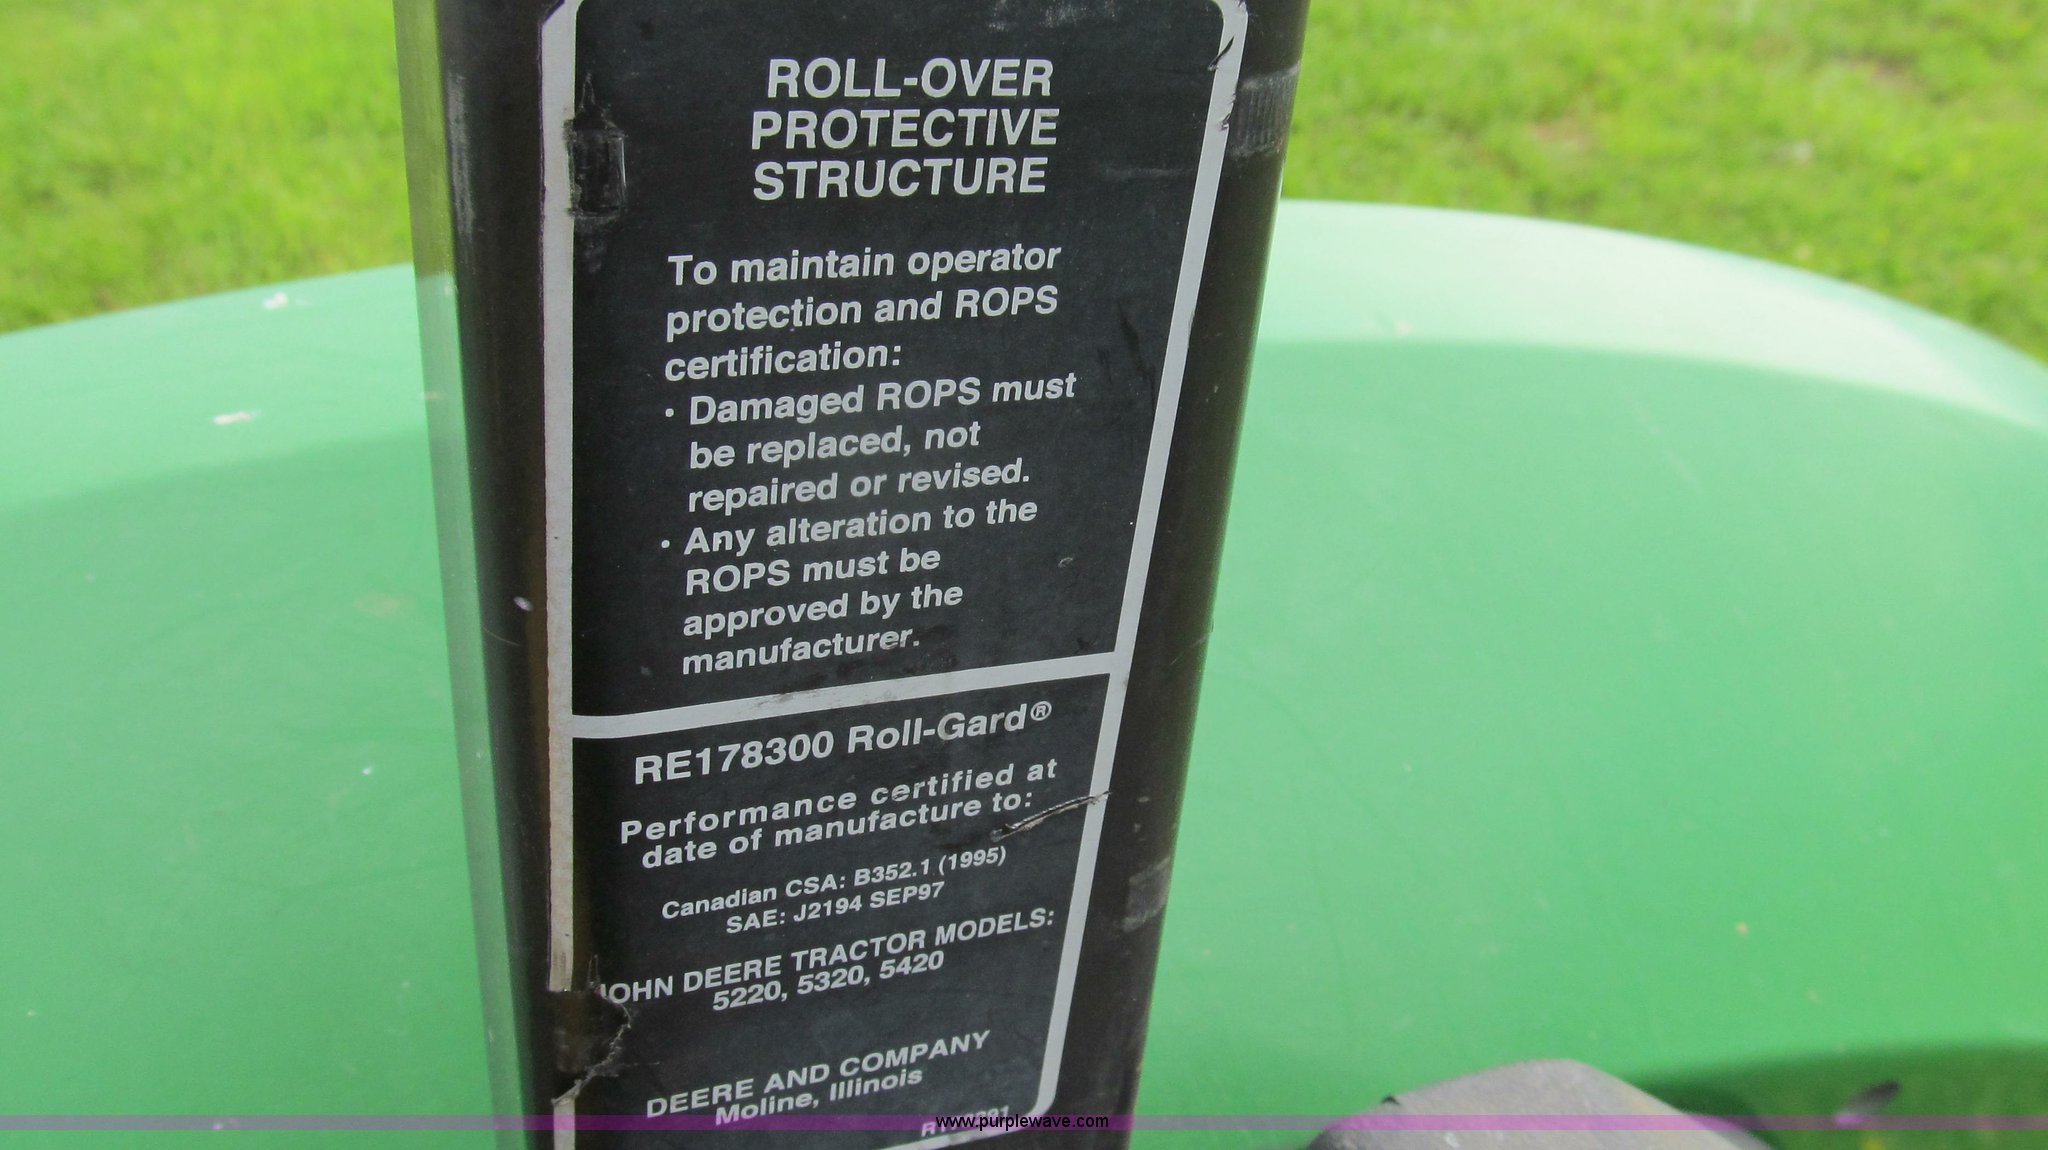 ROLL-OVER
PROTECTIVE
STRUCTURE
To maintain operator
protection and ROPS
certification:
• Damaged ROPS must
be replaced, not
repaired or revised.
• Any alteration to the
ROPS must be
approved by the
manufacturer.
RE178300 Roll-Gard®
Performance certified at
date of manufacture to:
Canadian CSA: B352.1 (1995)
SAE: J2194 SEP97
JOHN DEERE TRACTOR MODELS:
5220, 5320, 5420
DEERE AND COMPANY
Moline, Illinois
www.purplewave.com